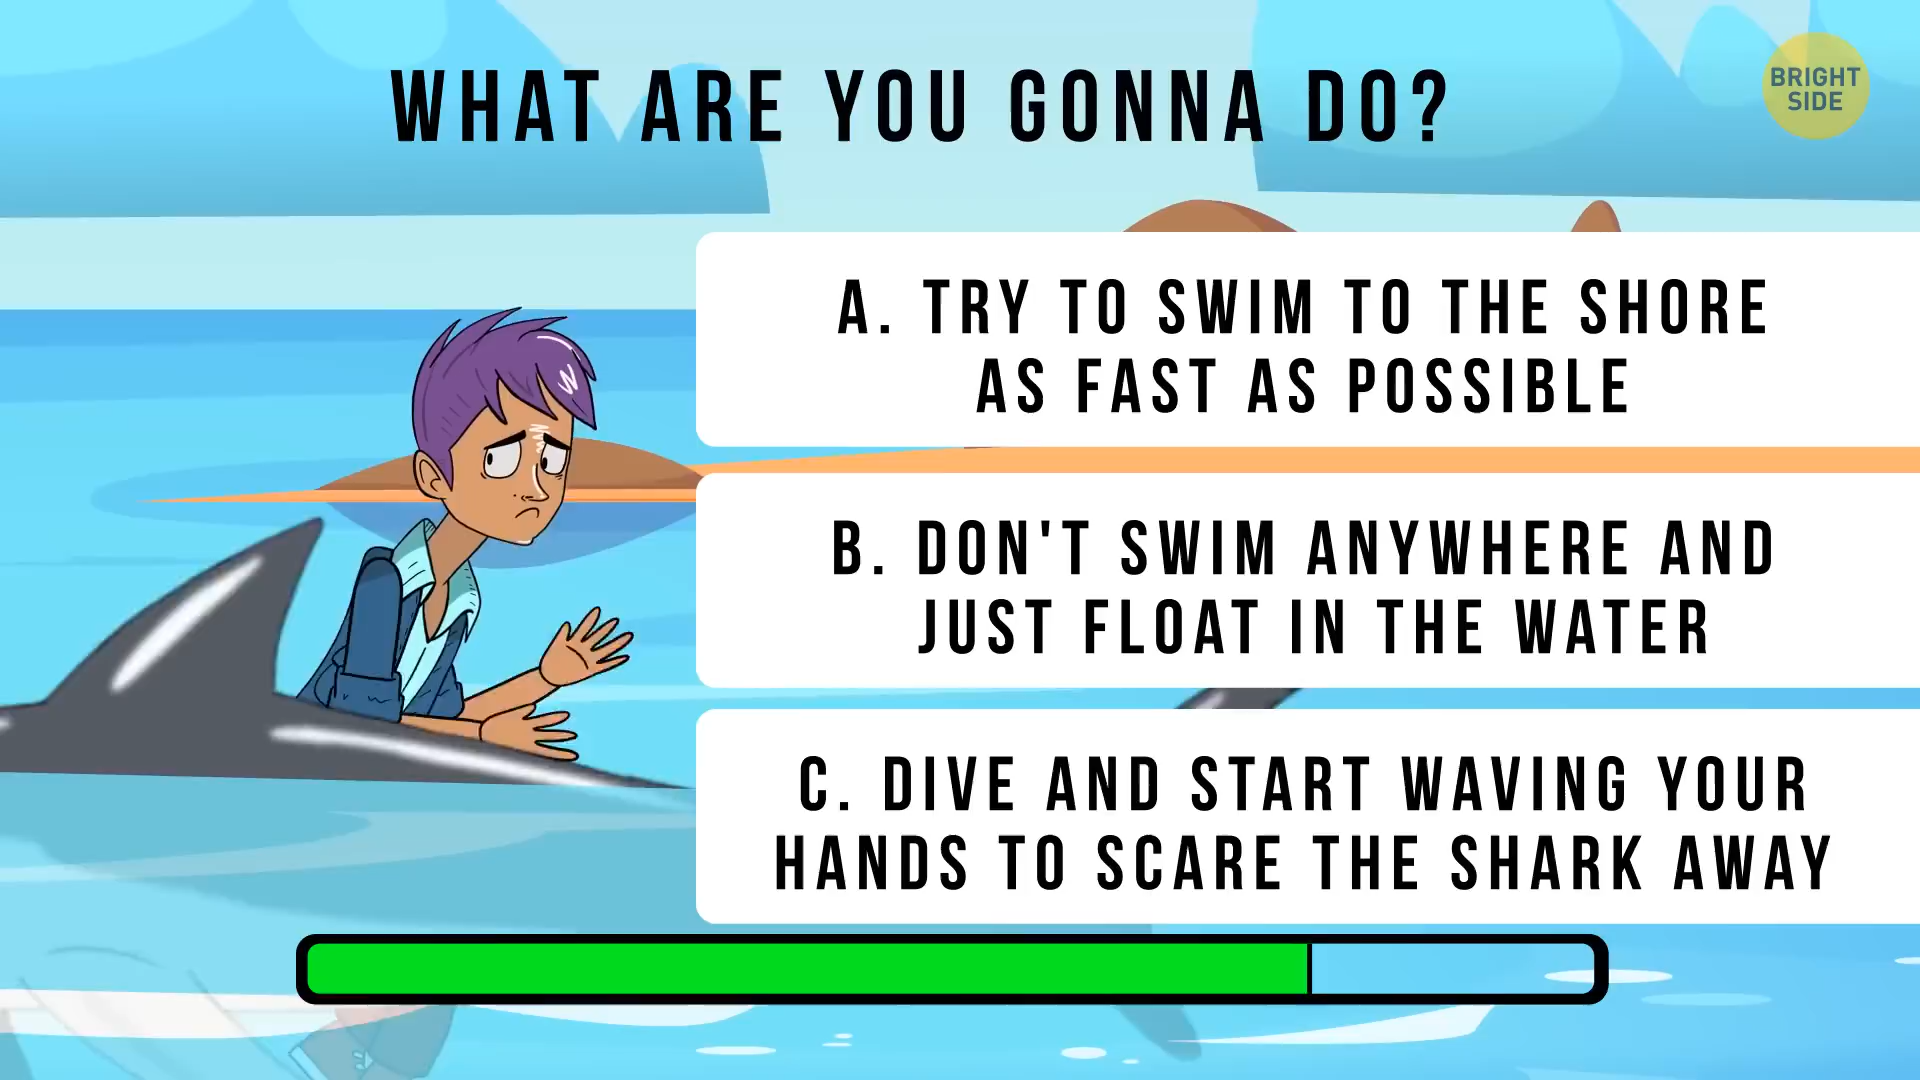 WHAT ARE YOU GONNA DO?
BRIGHT
SIDE
A. TRY TO SWIM TO THE SHORE
AS FAST AS POSSIBLE
B. DON'T SWIM ANYWHERE AND
JUST FLOAT IN THE WATER
C. DIVE AND START WAVING YOUR
HANDS TO SCARE THE SHARK AWAY